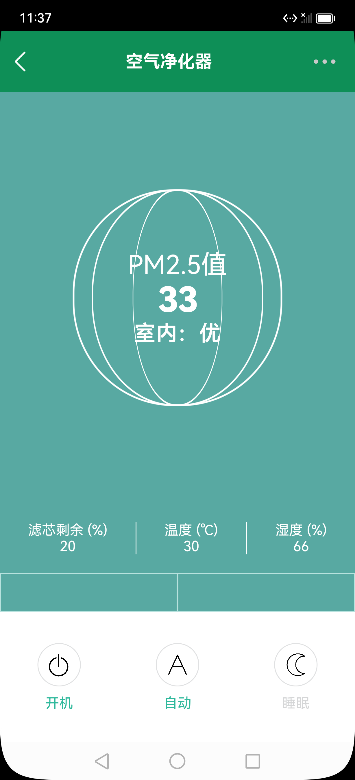 11:37
空气净化器
PM2.5值
33
室内：优
滤芯剩余 (%)
20
温度 (℃)
30
湿度 (%)
66
开机
自动
睡眠